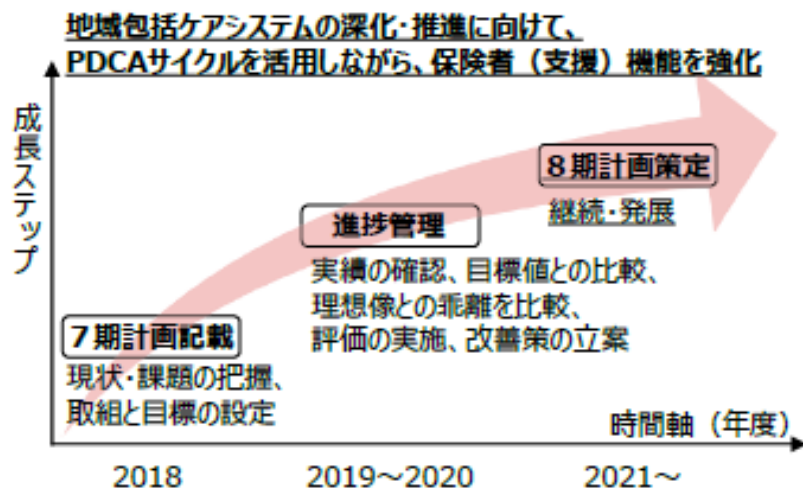 地域包括ケアシステムの深化・推進に向けて、
PDCAサイクルを活用しながら、保険者（支援）機能を強化
成長ステップ
８期計画策定
継続・発展
進捗管理
実績の確認、目標値との比較、
理想像との乖離を比較、
評価の実施、改善策の立案
７期計画記載
現状・課題の把握、
取組と目標の設定
時間軸（年度）
2018
2019～2020
2021～